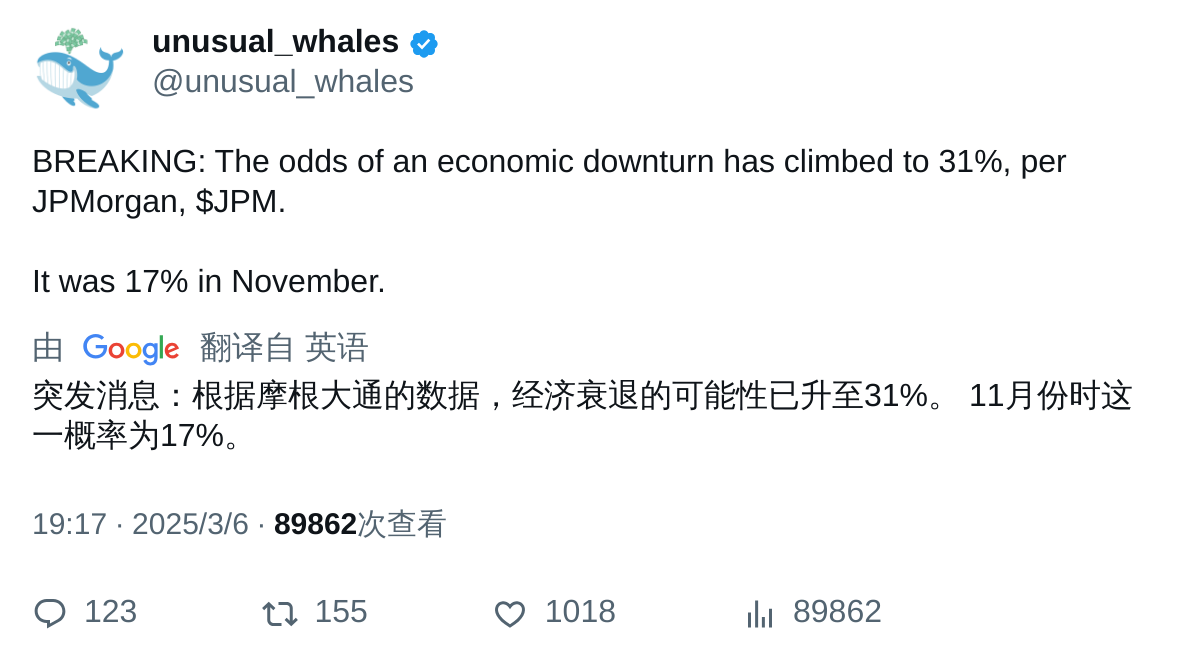 unusual_whales
@unusual_whales
BREAKING: The odds of an economic downturn has climbed to 31%, per
JPMorgan, $JPM.
It was 17% in November.
由 Google 翻译自 英语
突发消息：根据摩根大通的数据，经济衰退的可能性已升至31%。 11月份时这
一概率为17%。
19:17 · 2025/3/6 · 89862次查看
123 155 1018 89862